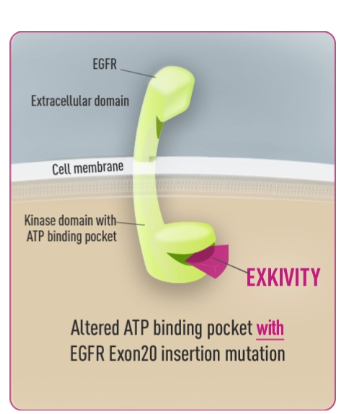 EGFR
Extracellular domain
Cell membrane
Kinase domain with
ATP binding pocket
EXKIVITY
Altered ATP binding pocket with
EGFR Exon20 insertion mutation